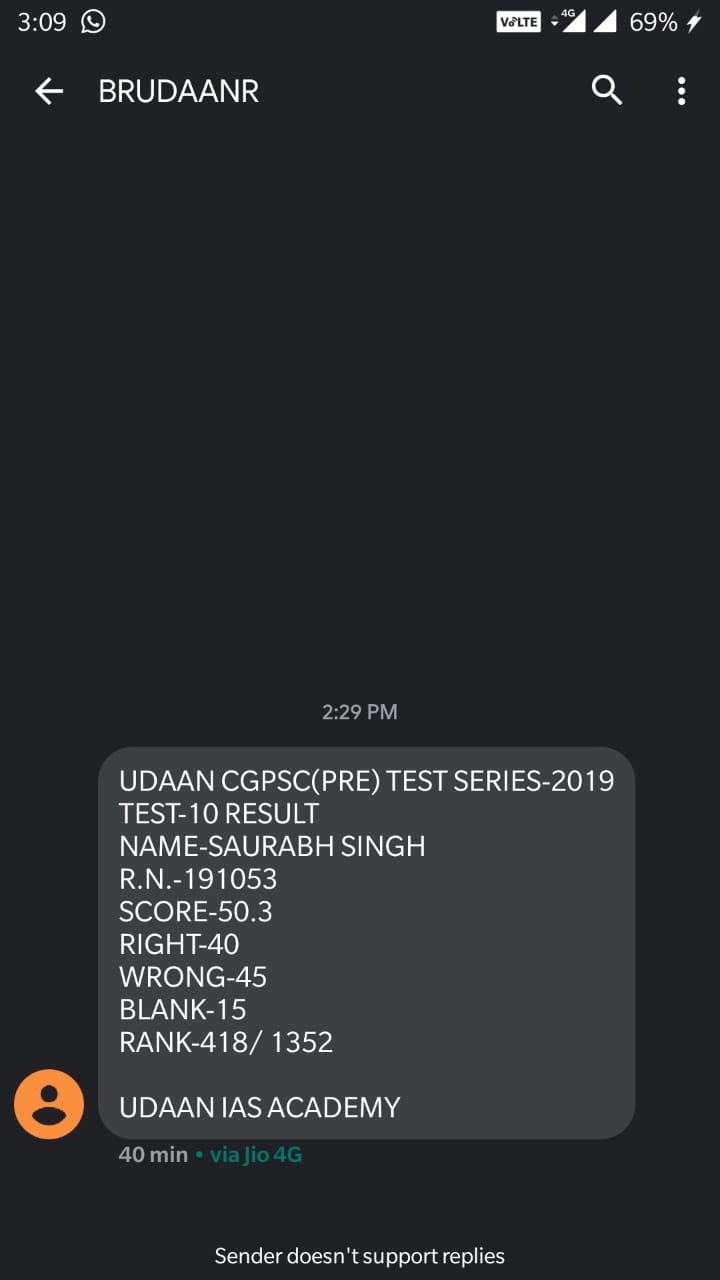 3:09
VoLTE 4G 69%
BRUDAANR
2:29 PM
UDAAN CGPSC(PRE) TEST SERIES-2019
TEST-10 RESULT
NAME-SAURABH SINGH
R.N.-191053
SCORE-50.3
RIGHT-40
WRONG-45
BLANK-15
RANK-418/ 1352
UDAAN IAS ACADEMY
40 min • via Jio 4G
Sender doesn't support replies